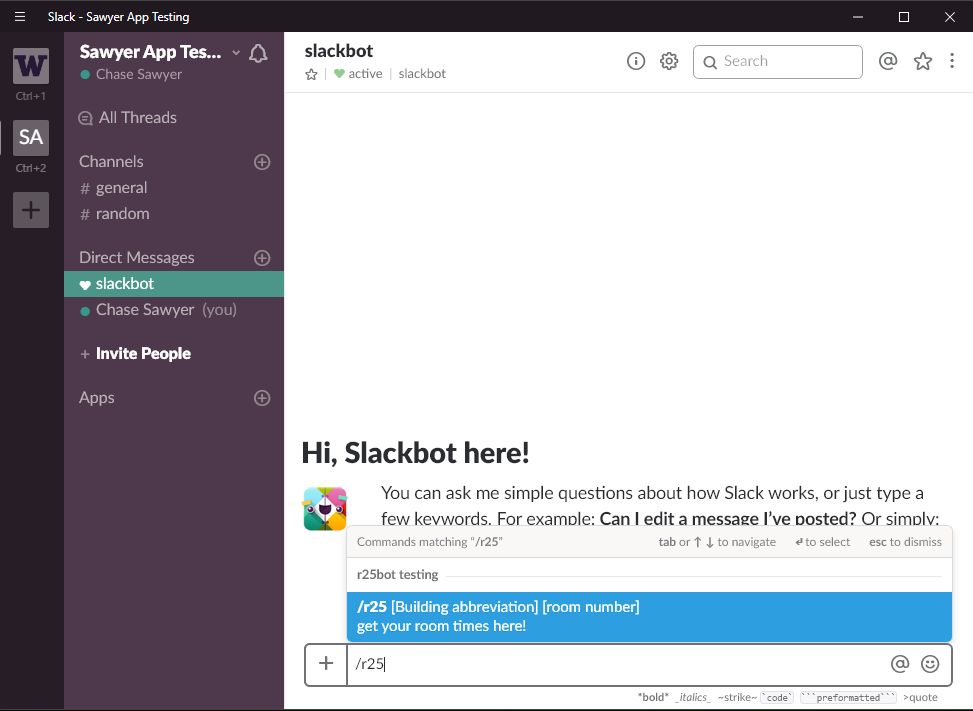 Slack - Sawyer App Testing
W
Ctrl+1
SA
Ctrl+2
Sawyer App Tes...
Chase Sawyer
All Threads
Channels
# general
# random
Direct Messages
slackbot
Chase Sawyer (you)
+ Invite People
Apps
slackbot
active | slackbot
Search
Hi, Slackbot here!
You can ask me simple questions about how Slack works, or just type a
few keywords. For example: Can I edit a message I've posted? Or simply:
Commands matching "/r25" tab or ↑ ↓ to navigate ↵ to select esc to dismiss
r25bot testing
/r25 [Building abbreviation] [room number]
get your room times here!
/r25
*bold* _italics_ ~strike~ `code` ```preformatted``` >quote